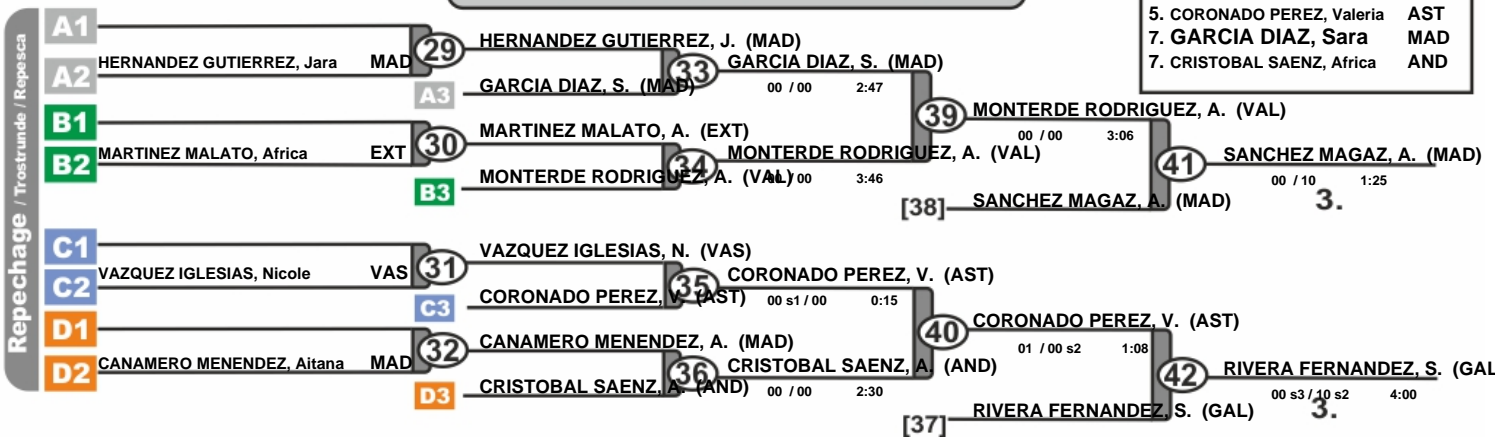 Repechage / Trostrunde / Repesca
5. CORONADO PEREZ, Valeria AST
7. GARCIA DIAZ, Sara MAD
7. CRISTOBAL SAENZ, Africa AND
A1
HERNANDEZ GUTIERREZ, Jara MAD
A2
29
HERNANDEZ GUTIERREZ, J. (MAD)
A3
GARCIA DIAZ, S. (MAD)
33
GARCIA DIAZ, S. (MAD)
00 / 00 2:47
B1
MARTINEZ MALATO, Africa EXT
B2
30
MARTINEZ MALATO, A. (EXT)
B3
MONTERDE RODRIGUEZ, A. (VAL)
34
MONTERDE RODRIGUEZ, A. (VAL)
00 / 00 3:46
39
MONTERDE RODRIGUEZ, A. (VAL)
00 / 00 3:06
[38]
SANCHEZ MAGAZ, A. (MAD)
41
SANCHEZ MAGAZ, A. (MAD)
00 / 10 1:25
3.
C1
VAZQUEZ IGLESIAS, Nicole VAS
C2
31
VAZQUEZ IGLESIAS, N. (VAS)
C3
CORONADO PEREZ, V. (AST)
35
CORONADO PEREZ, V. (AST)
00 s1 / 00 0:15
D1
CANAMERO MENENDEZ, Aitana MAD
D2
32
CANAMERO MENENDEZ, A. (MAD)
D3
CRISTOBAL SAENZ, A. (AND)
36
CRISTOBAL SAENZ, A. (AND)
00 / 00 2:30
40
CORONADO PEREZ, V. (AST)
01 / 00 s2 1:08
[37]
RIVERA FERNANDEZ, S. (GAL)
42
RIVERA FERNANDEZ, S. (GAL
00 s3 / 10 s2 4:00
3.